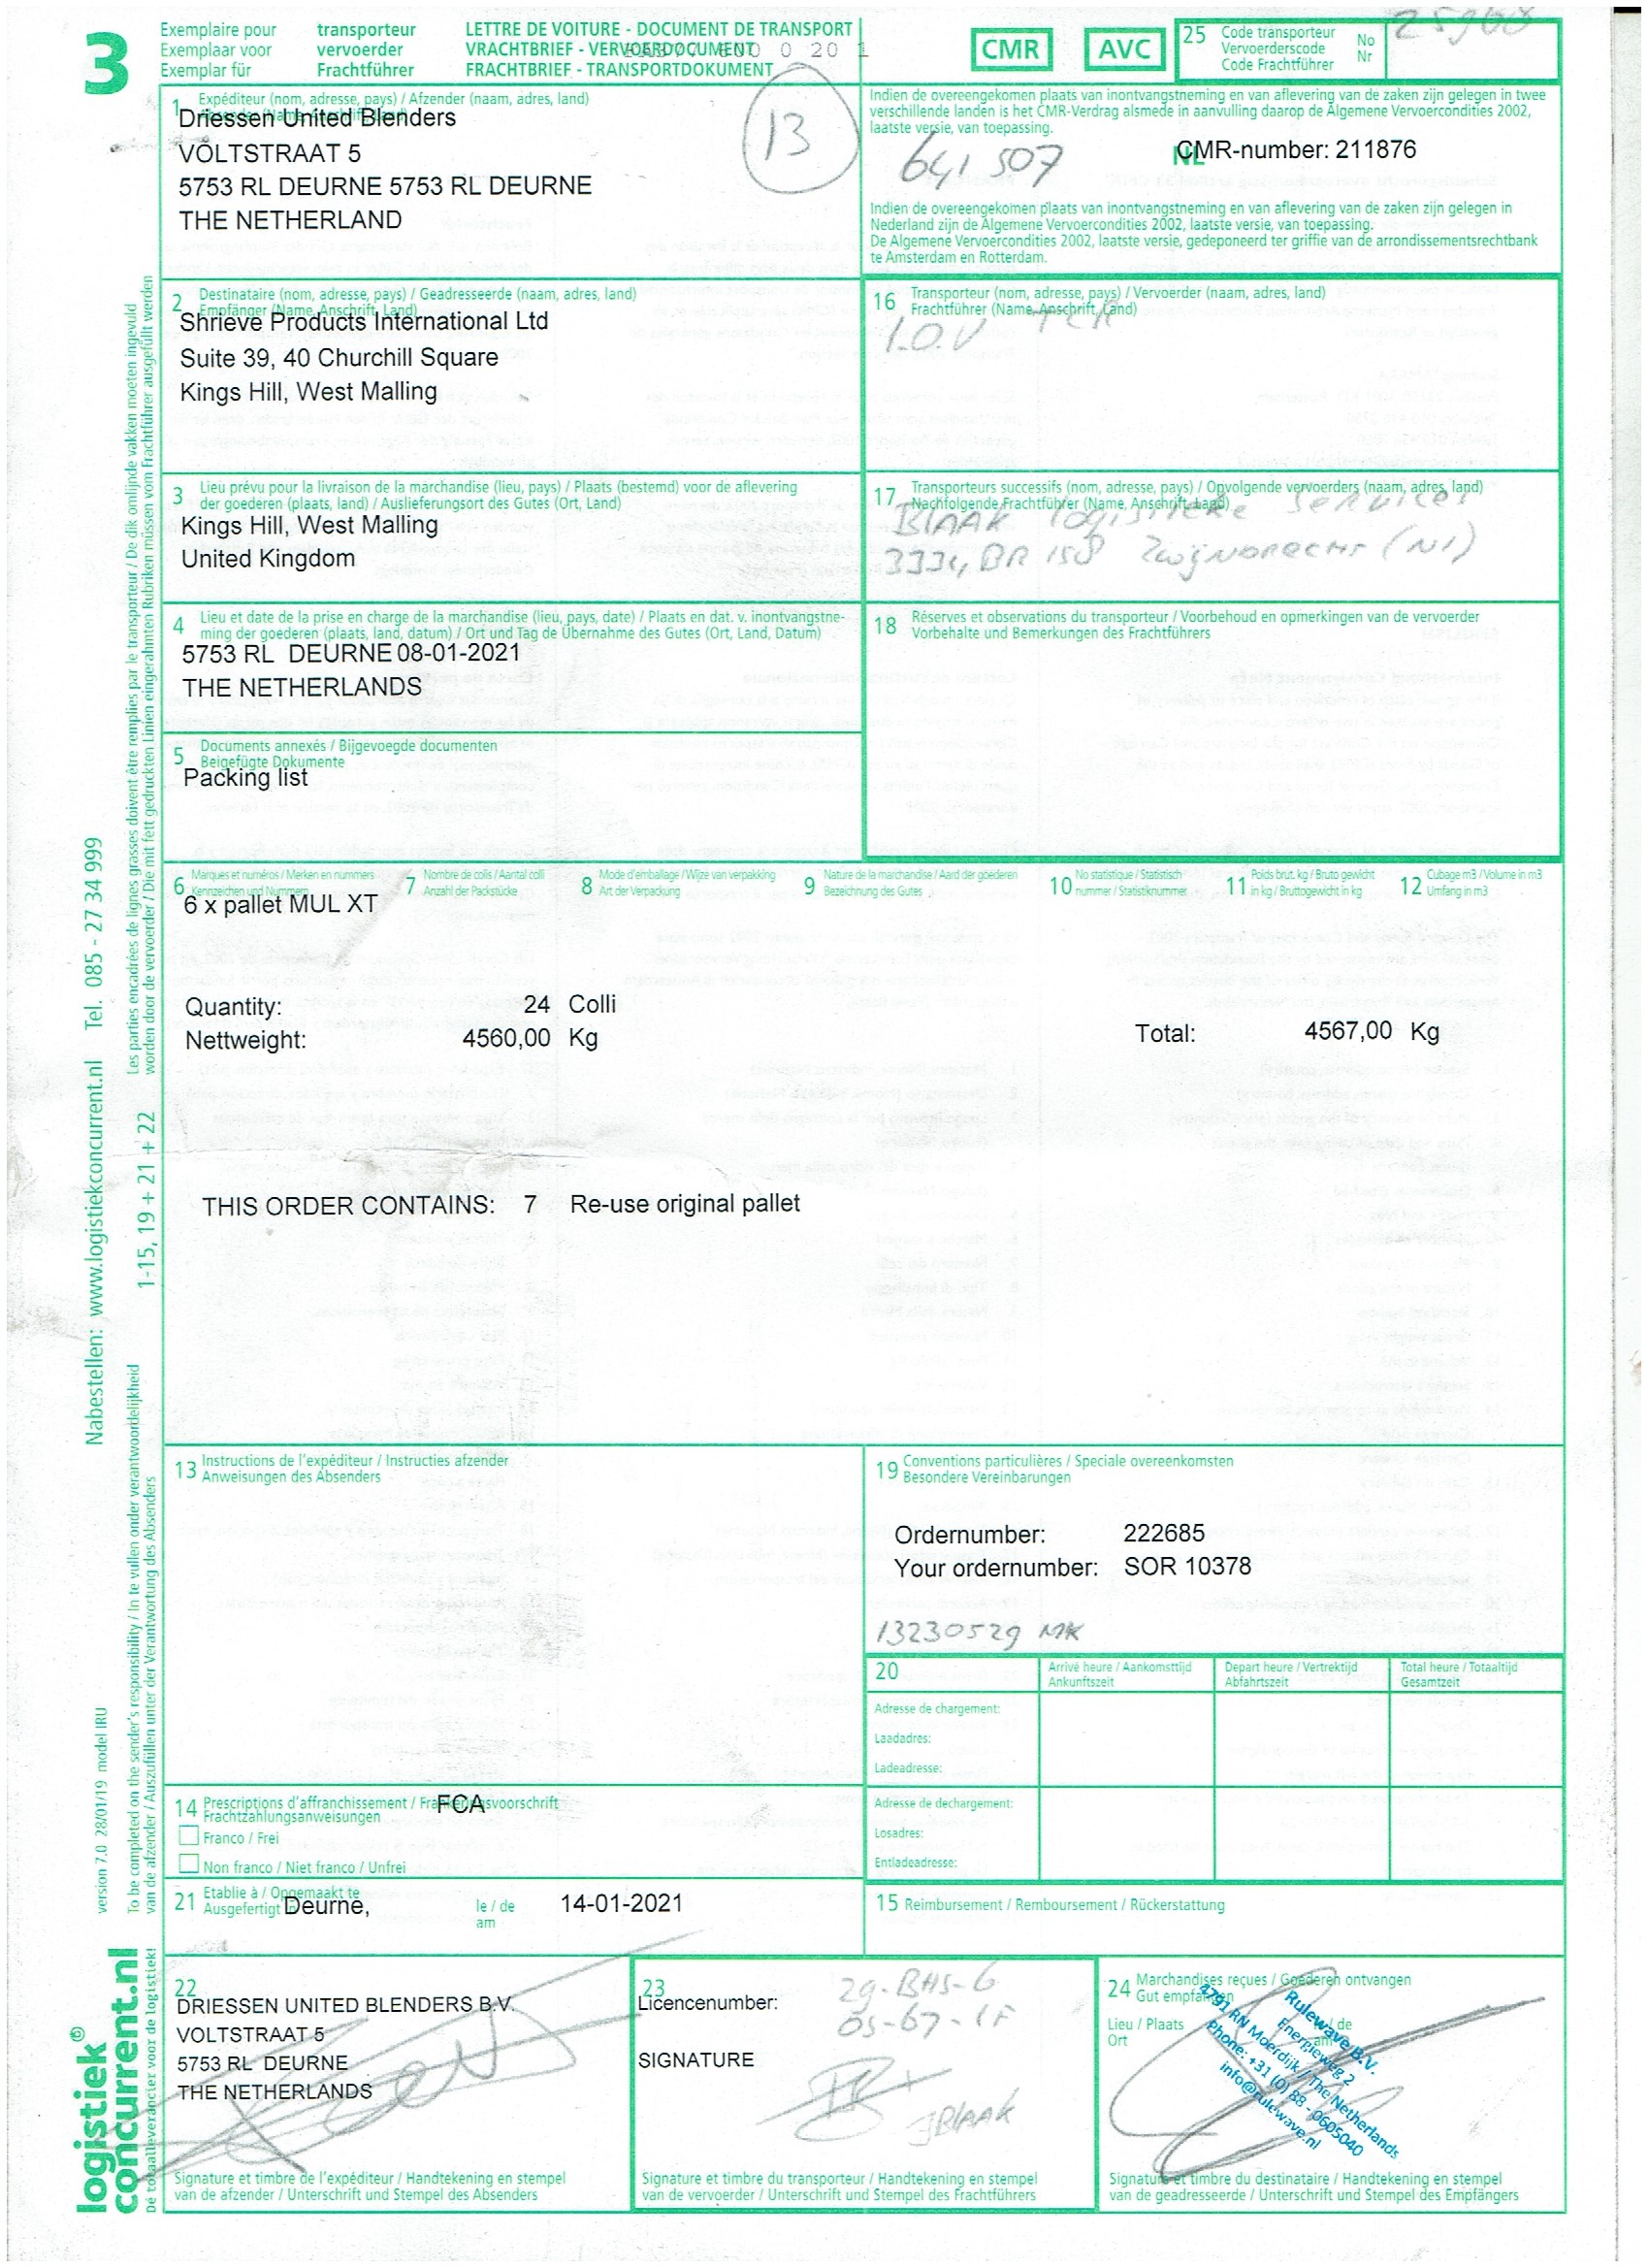 3
Exemplaire pour transporteur
Exemplaar voor vervoerder
Exemplar für Frachtführer
LETTRE DE VOITURE - DOCUMENT DE TRANSPORT
VRACHTBRIEF - VERVOERDOCUMENT
FRACHTBRIEF - TRANSPORTDOKUMENT
CMR
AVC
25 Code transporteur
Vervoerderscode
Code Frachtführer
No
Nr
1 Expéditeur (nom, adresse, pays) / Afzender (naam, adres, land)
Driessen United Blenders
VOLTSTRAAT 5
5753 RL DEURNE 5753 RL DEURNE
THE NETHERLAND
13
Indien de overeengekomen plaats van inontvangstneming en van aflevering van de zaken zijn gelegen in twee
verschillende landen is het CMR-Verdrag alsmede in aanvulling daarop de Algemene Vervoercondities 2002,
laatste versie, van toepassing.
641 507
NL
CMR-number: 211876
Indien de overeengekomen plaats van inontvangstneming en van aflevering van de zaken zijn gelegen in
Nederland zijn de Algemene Vervoercondities 2002, laatste versie, van toepassing.
De Algemene Vervoercondities 2002, laatste versie, gedeponeerd ter griffie van de arrondissementsrechtbank
te Amsterdam en Rotterdam.
2 Destinataire (nom, adresse, pays) / Geadresseerde (naam, adres, land)
Empfänger (Name, Anschrift, Land)
Shrieve Products International Ltd
Suite 39, 40 Churchill Square
Kings Hill, West Malling
16 Transporteur (nom, adresse, pays) / Vervoerder (naam, adres, land)
Frachtführer (Name, Anschrift, Land)
I.O.V TCR
3 Lieu prévu pour la livraison de la marchandise (lieu, pays) / Plaats (bestemd) voor de aflevering
der goederen (plaats, land) / Auslieferungsort des Gutes (Ort, Land)
Kings Hill, West Malling
United Kingdom
17 Transporteurs successifs (nom, adresse, pays) / Opvolgende vervoerders (naam, adres, land)
Nachfolgende Frachtführer (Name, Anschrift, Land)
BLAAK logistieke services
BR 158 Zwijndrecht (Nl)
4 Lieu et date de la prise en charge de la marchandise (lieu, pays, date) / Plaats en dat. v. inontvangstne-
ming der goederen (plaats, land, datum) / Ort und Tag de Übernahme des Gutes (Ort, Land, Datum)
5753 RL DEURNE 08-01-2021
THE NETHERLANDS
18 Réserves et observations du transporteur / Voorbehoud en opmerkingen van de vervoerder
Vorbehalte und Bemerkungen des Frachtführers
5 Documents annexés / Bijgevoegde documenten
Beigefügte Dokumente
Packing list
6 Marques et numéros / Merken en nummers
Kennzeichen und Nummern
7 Nombre de colis / Aantal colli
Anzahl der Packstücke
8 Mode d'emballage / Wijze van verpakking
Art der Verpackung
9 Nature de la marchandise / Aard der goederen
Bezeichnung des Gutes
10 No statistique / Statistisch
nummer / Statistiknummer
11 Poids brut. kg / Bruto gewicht
in kg / Bruttogewicht in kg
12 Cubage m3 / Volume in m3
Umfang in m3
6 x pallet MUL XT
Quantity: 24 Colli
Nettweight: 4560,00 Kg
Total: 4567,00 Kg
THIS ORDER CONTAINS: 7 Re-use original pallet
13 Instructions de l'expéditeur / Instructies afzender
Anweisungen des Absenders
19 Conventions particulières / Speciale overeenkomsten
Besondere Vereinbarungen
Ordernumber: 222685
Your ordernumber: SOR 10378
13230529 MK
20
Arrivé heure / Aankomsttijd
Ankunftszeit
Depart heure / Vertrektijd
Abfahrtszeit
Total heure / Totaaltijd
Gesamtzeit
Adresse de chargement:
Laadadres:
Ladeadresse:
Adresse de dechargement:
Losadres:
Entladeadresse:
14 Prescriptions d'affranchissement / Frankeringsvoorschrift
Frachtzahlungsanweisungen
FCA
Franco / Frei
Non franco / Niet franco / Unfrei
21 Etablie à / Opgemaakt te
Ausgefertigt
Deurne,
le / de
am
14-01-2021
15 Reimbursement / Remboursement / Rückerstattung
22
DRIESSEN UNITED BLENDERS B.V.
VOLTSTRAAT 5
5753 RL DEURNE
THE NETHERLANDS
Signature et timbre de l'expéditeur / Handtekening en stempel
van de afzender / Unterschrift und Stempel des Absenders
23
Licencenumber:
29-BHS-6
SIGNATURE
JBLAAK
Signature et timbre du transporteur / Handtekening en stempel
van de vervoerder / Unterschrift und Stempel des Frachtführers
24 Marchandises reçues / Goederen ontvangen
Gut empfangen
Lieu / Plaats
Ort
/ de
am
Rulewave B.V.
Energieweg 2
4791 RN Moerdijk / The Netherlands
Phone: +31 (0) 88 - 0605040
info@rulewave.nl
Signature et timbre du destinataire / Handtekening en stempel
van de geadresseerde / Unterschrift und Stempel des Empfängers
Les parties encadrées de lignes grasses doivent être remplies par le transporteur / De dik omlijnde vakken moeten ingevuld
worden door de vervoerder / Die mit fett gedruckten Linien eingerahmten Rubriken müssen vom Frachtführer ausgefüllt werden
Nabestellen: www.logistiekconcurrent.nl Tel. 085 - 27 34 999
1-15, 19 + 21 + 22
To be completed on the sender's responsibility / In te vullen onder verantwoordelijkheid
van de afzender / Auszufüllen unter der Verantwortung des Absenders
version 7.0 28/01/19 model IRU
logistiek©
concurrent.nl
Dé totaalleverancier voor de logistiek!